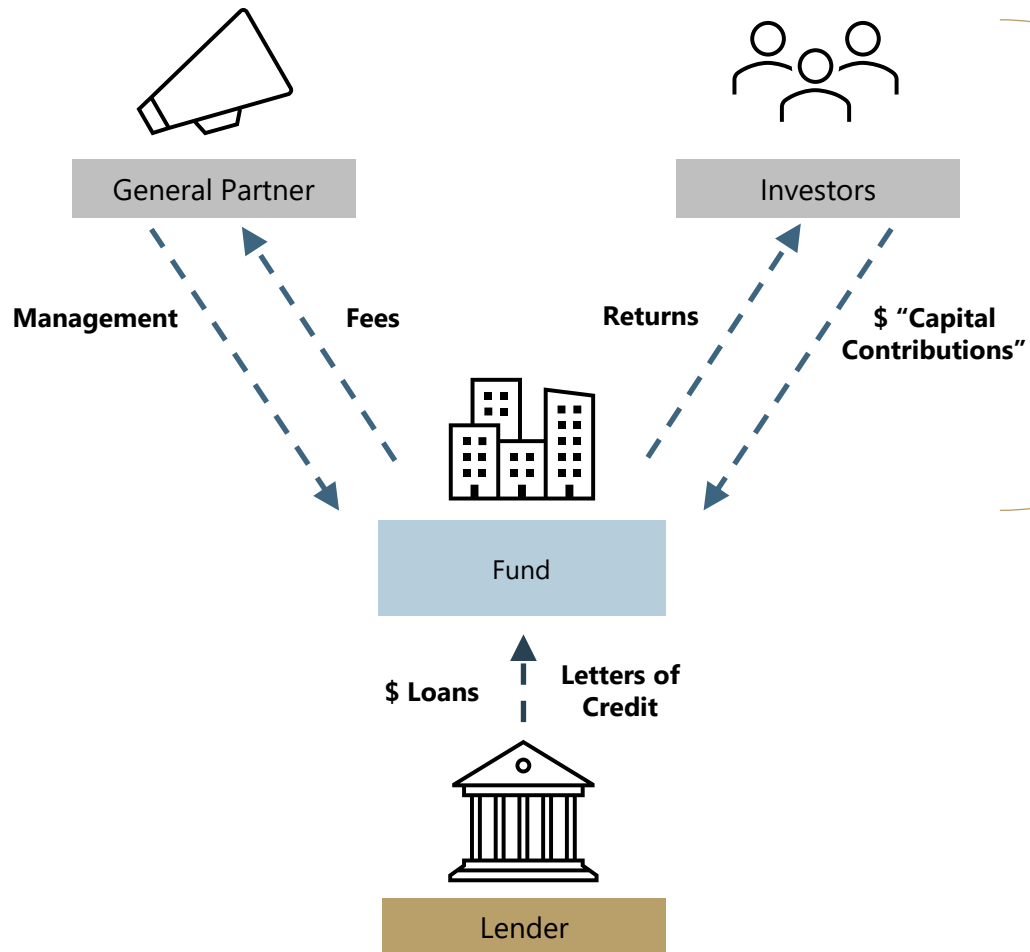 General Partner
Investors
Management
Fees
Returns
$ “Capital
Contributions”
Fund
$ Loans
Letters of
Credit
Lender